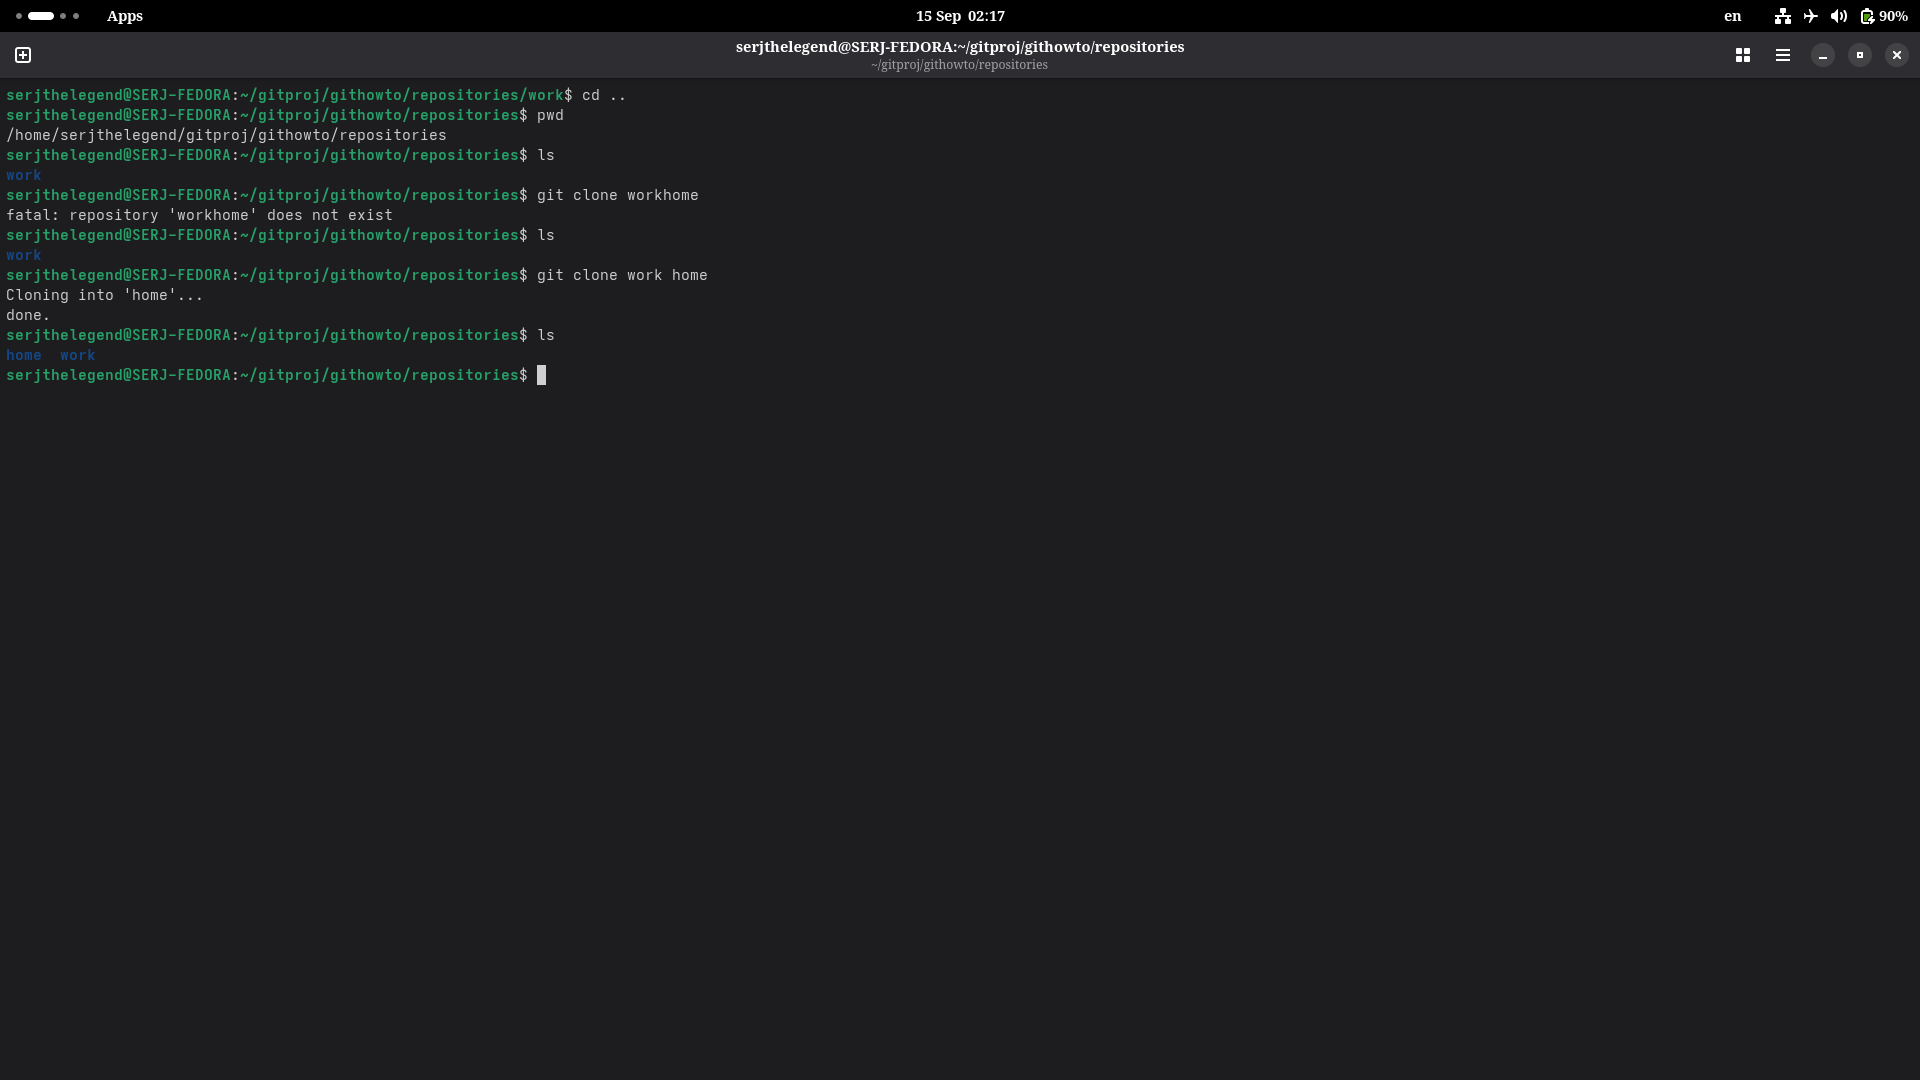 Apps
15 Sep 02:17
en
90%
serjthelegend@SERJ-FEDORA:~/gitproj/githowto/repositories
~/gitproj/githowto/repositories
serjthelegend@SERJ-FEDORA:~/gitproj/githowto/repositories/work$ cd ..
serjthelegend@SERJ-FEDORA:~/gitproj/githowto/repositories$ pwd
/home/serjthelegend/gitproj/githowto/repositories
serjthelegend@SERJ-FEDORA:~/gitproj/githowto/repositories$ ls
work
serjthelegend@SERJ-FEDORA:~/gitproj/githowto/repositories$ git clone workhome
fatal: repository 'workhome' does not exist
serjthelegend@SERJ-FEDORA:~/gitproj/githowto/repositories$ ls
work
serjthelegend@SERJ-FEDORA:~/gitproj/githowto/repositories$ git clone work home
Cloning into 'home'...
done.
serjthelegend@SERJ-FEDORA:~/gitproj/githowto/repositories$ ls
home  work
serjthelegend@SERJ-FEDORA:~/gitproj/githowto/repositories$